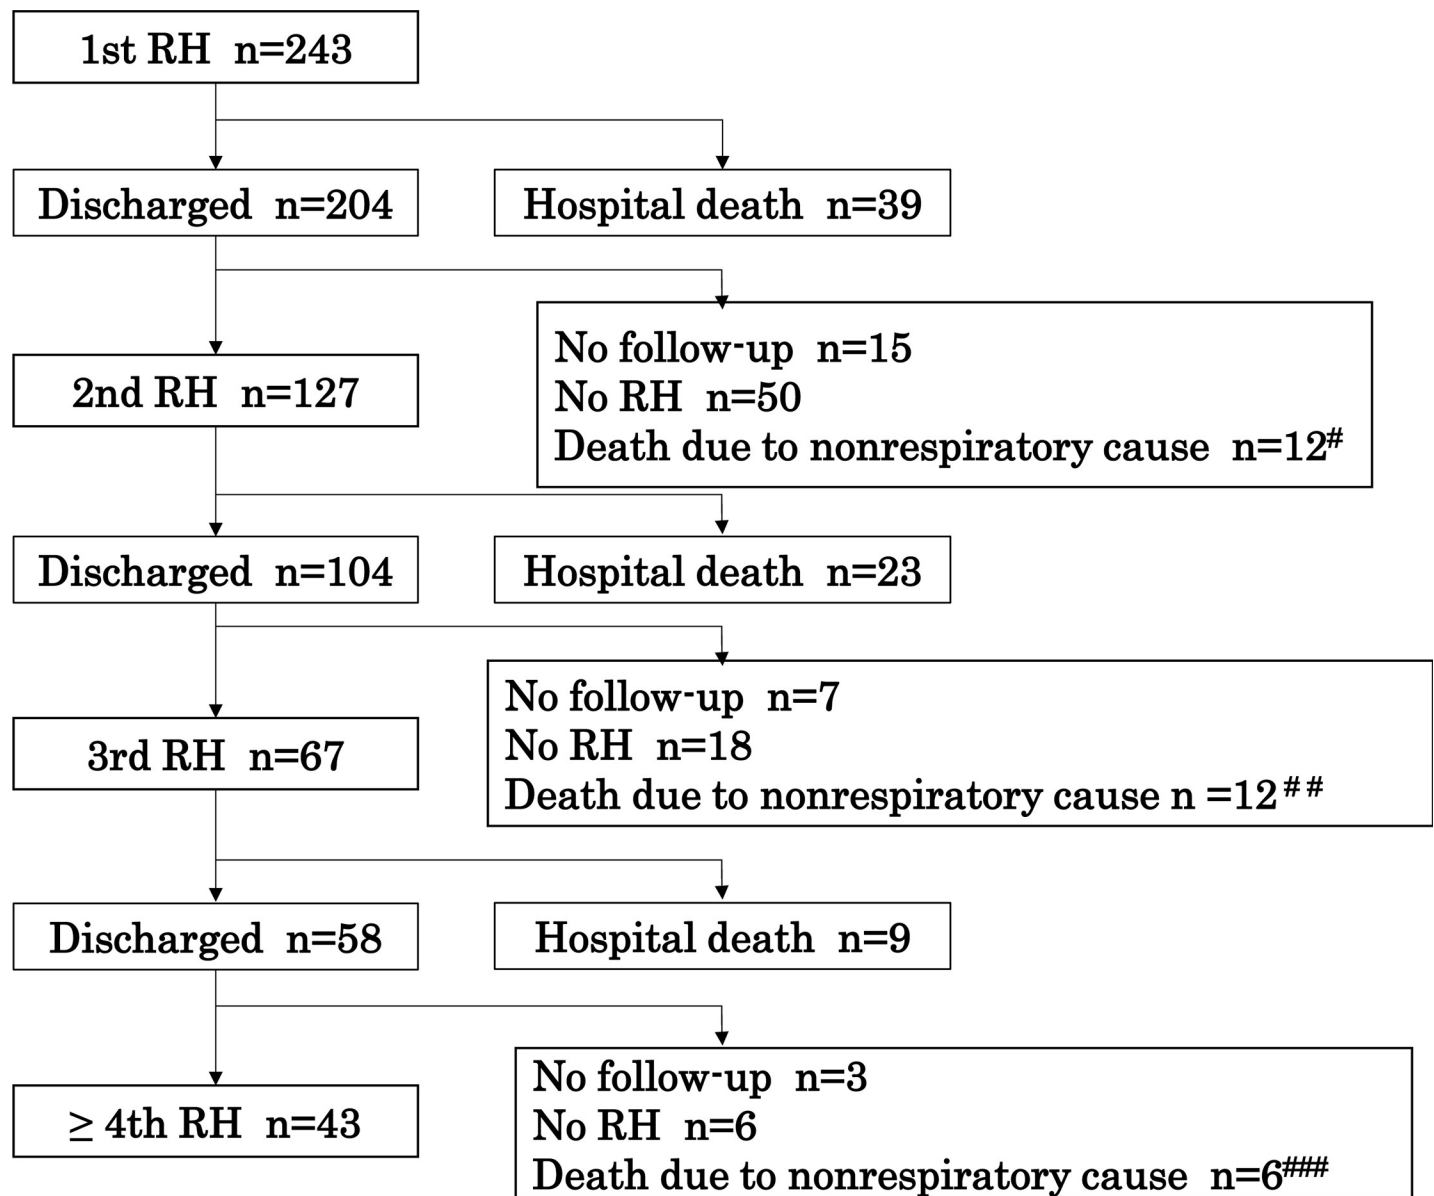 1st RH n=243
Discharged n=204
Hospital death n=39
No follow-up n=15
No RH n=50
Death due to nonrespiratory cause n=12#
2nd RH n=127
Discharged n=104
Hospital death n=23
No follow-up n=7
No RH n=18
Death due to nonrespiratory cause n =12##
3rd RH n=67
Discharged n=58
Hospital death n=9
No follow-up n=3
No RH n=6
Death due to nonrespiratory cause n=6###
≥ 4th RH n=43